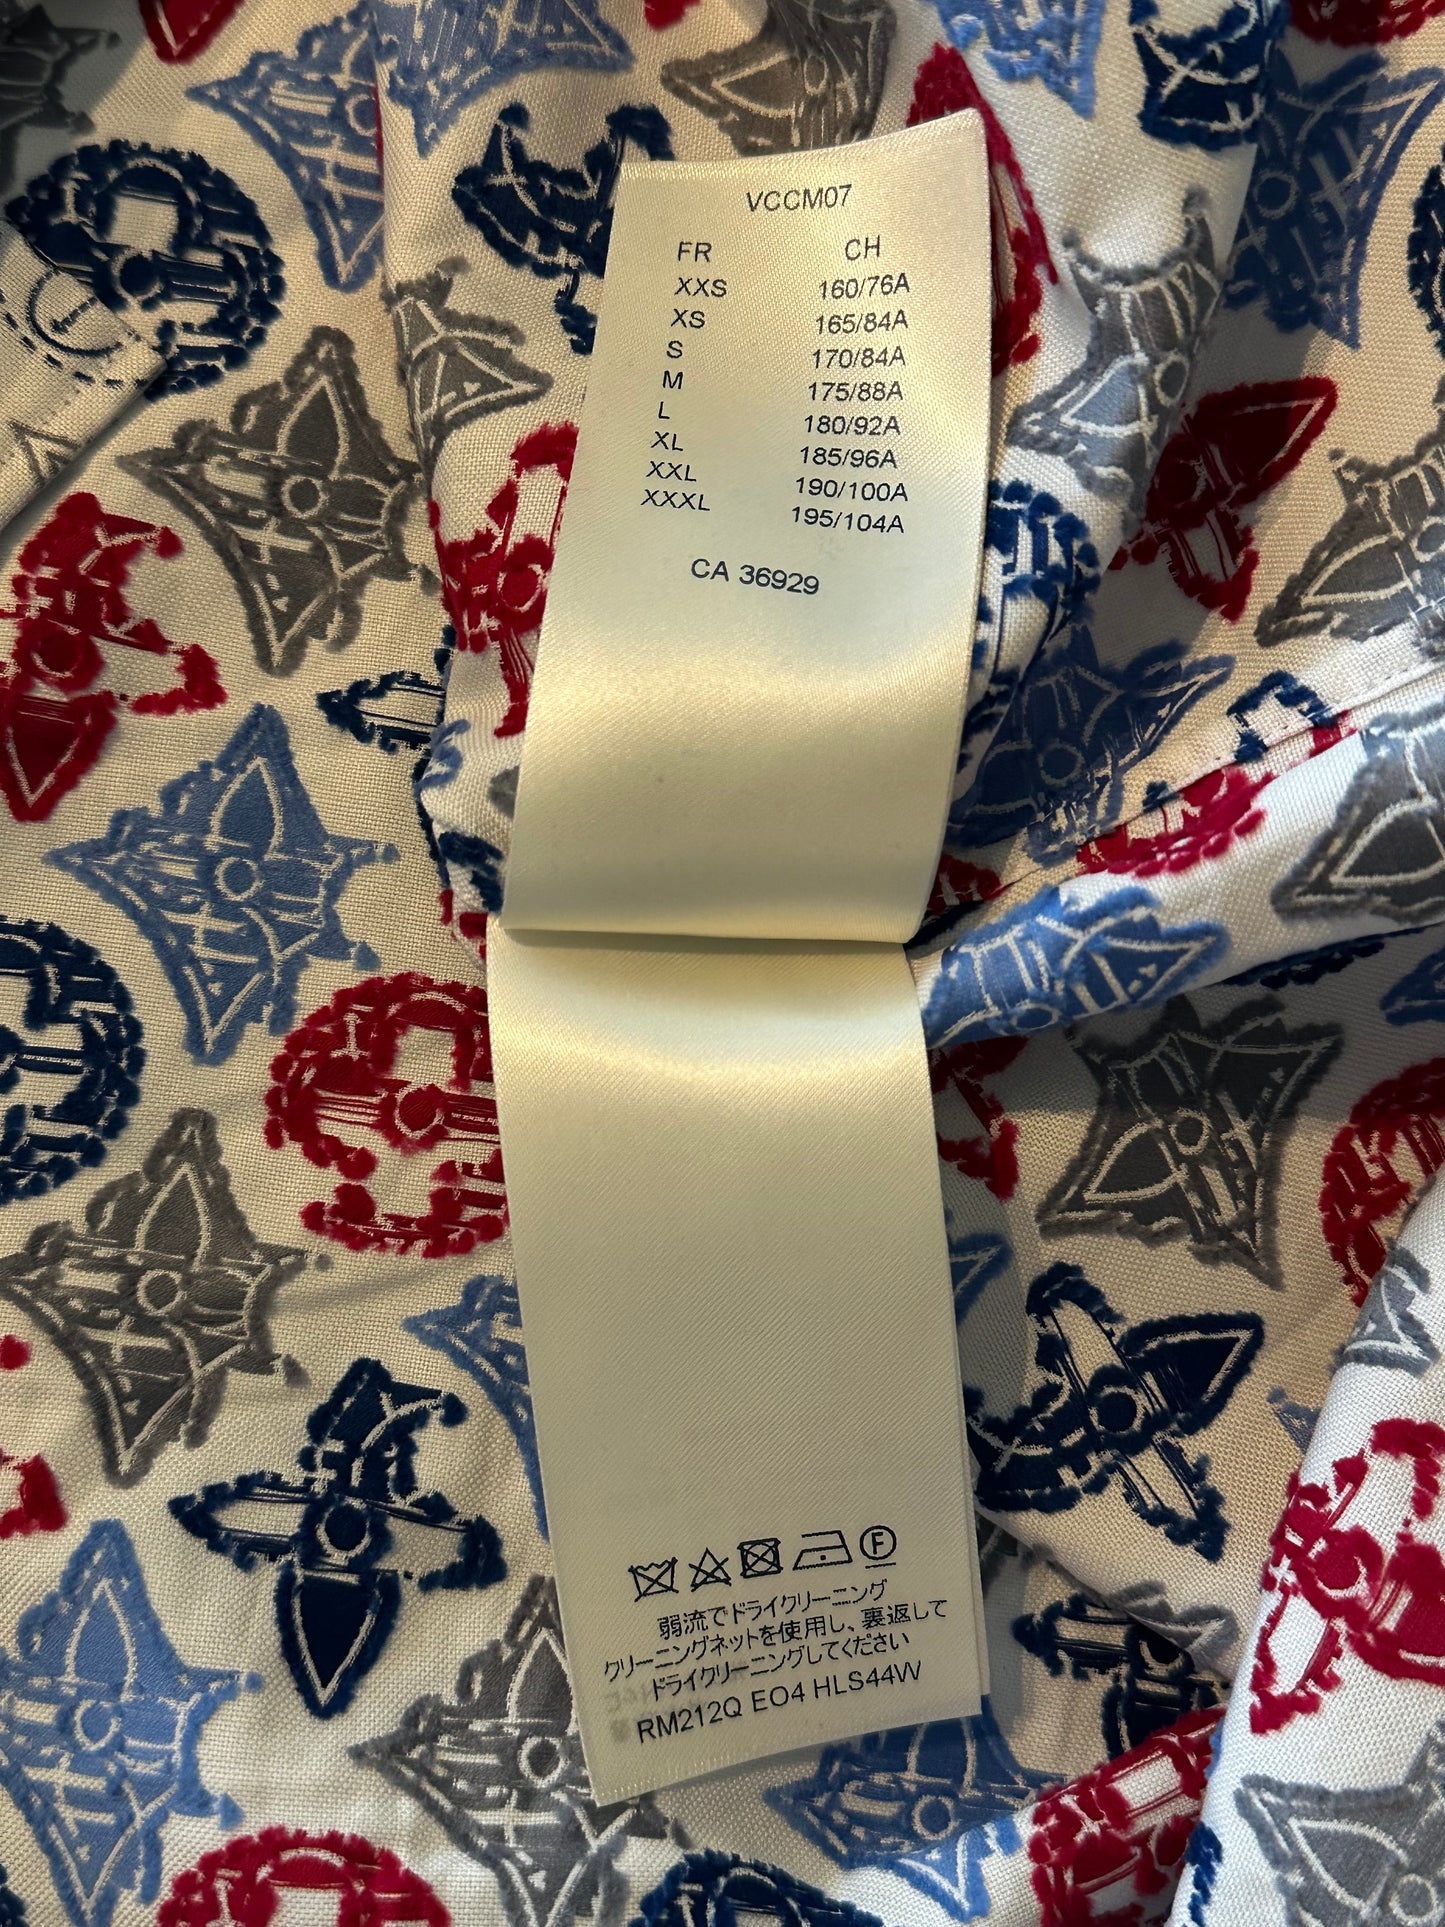 VCCM07
FR CH
XXS 160/76A
XS 165/84A
S 170/84A
M 175/88A
L 180/92A
XL 185/96A
XXL 190/100A
XXXL 195/104A
CA 36929
F
弱流でドライクリーニング
クリーニングネットを使用し、裏返して
ドライクリーニングしてください
RM212Q EO4 HLS44W